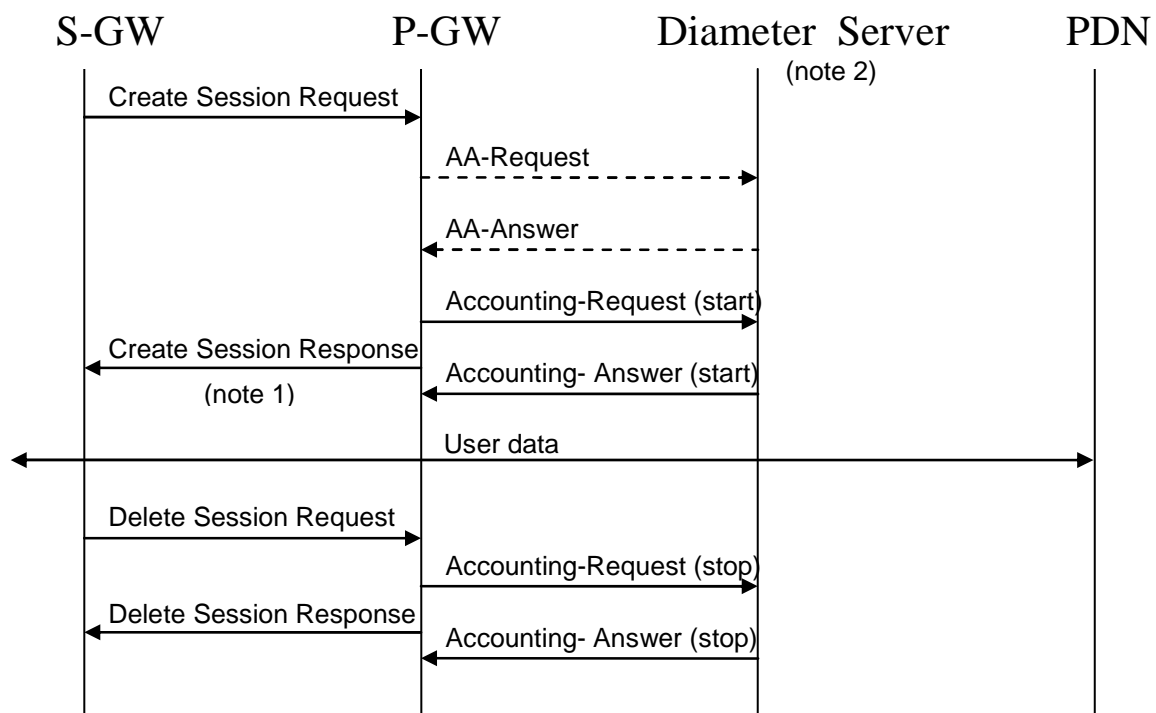 S-GW P-GW Diameter Server PDN
(note 2)
Create Session Request
AA-Request
AA-Answer
Accounting-Request (start)
Create Session Response
Accounting- Answer (start)
(note 1)
User data
Delete Session Request
Accounting-Request (stop)
Delete Session Response
Accounting- Answer (stop)